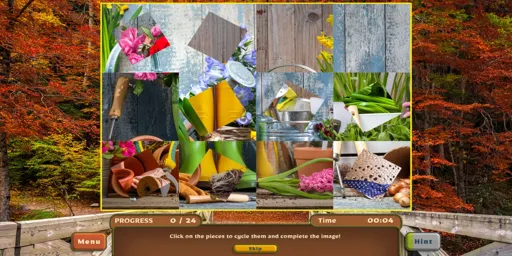 PROGRESS 0 / 24 Time 00:04
Click on the pieces to cycle them and complete the image!
Menu Skip Hint